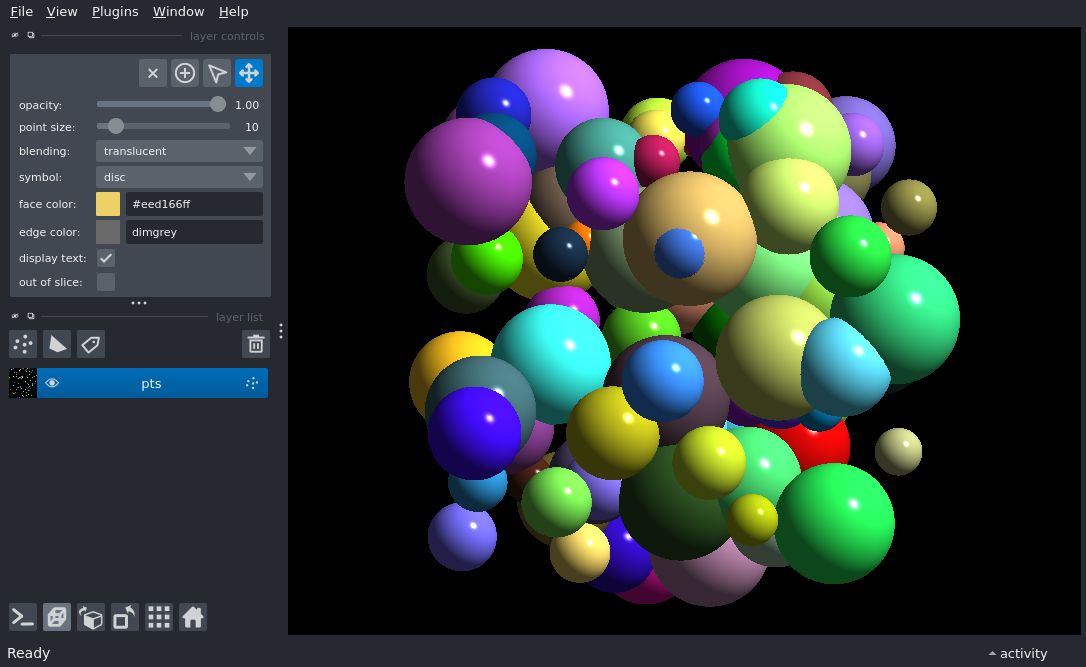 File View Plugins Window Help
layer controls
opacity: 1.00
point size: 10
blending: translucent
symbol: disc
face color: #eed166ff
edge color: dimgrey
display text:
out of slice:
layer list
pts
Ready
activity